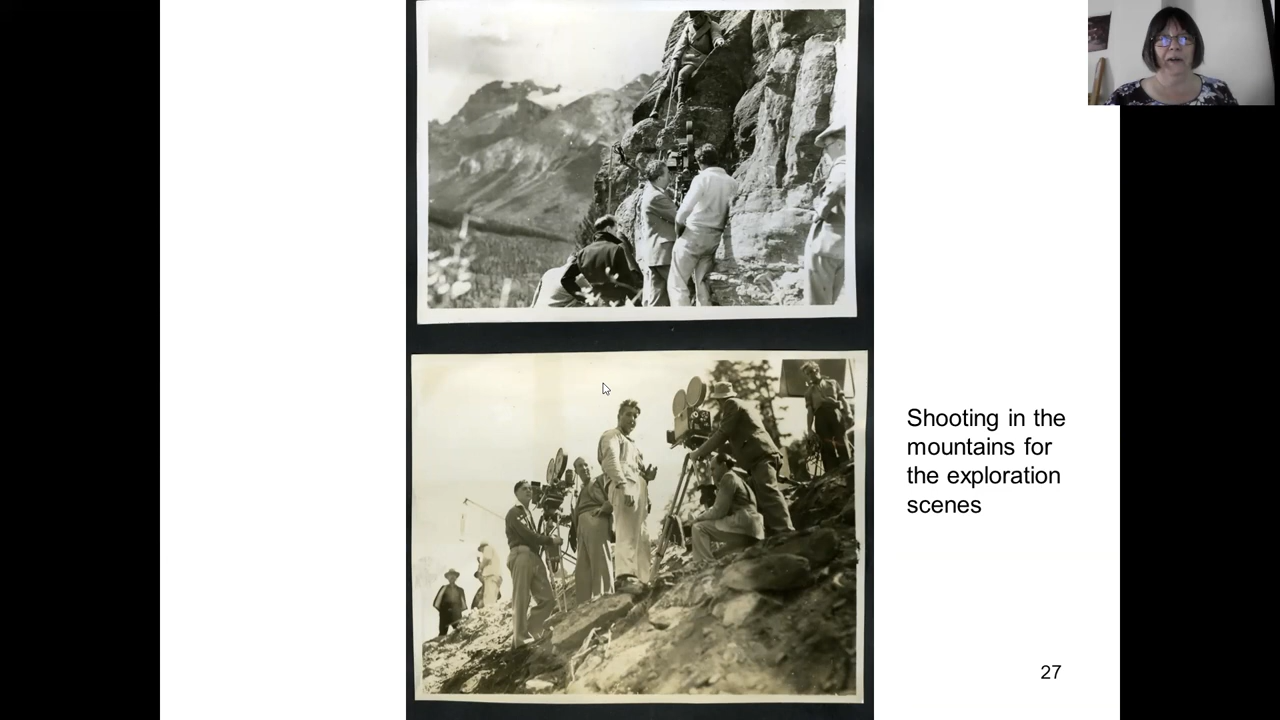 Shooting in the
mountains for
the exploration
scenes
27